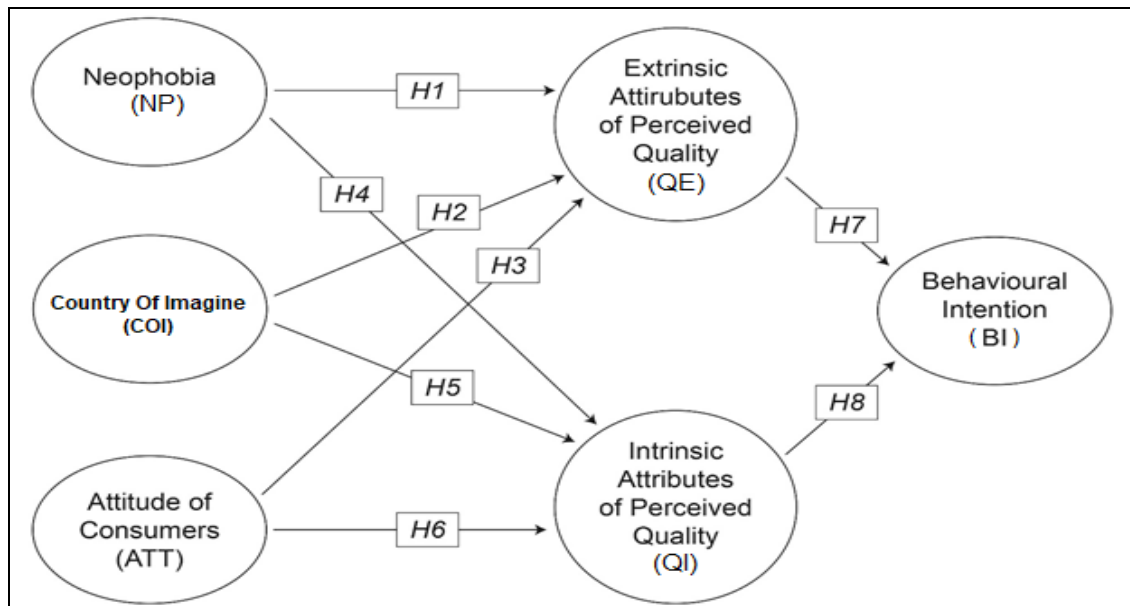 Neophobia
(NP)
H1
Extrinsic
Attirubutes
of Perceived
Quality
(QE)
H4
H2
H7
H3
Country Of Imagine
(COI)
Behavioural
Intention
( BI )
H5
H8
Intrinsic
Attributes
of Perceived
Quality
(QI)
Attitude of
Consumers
(ATT)
H6